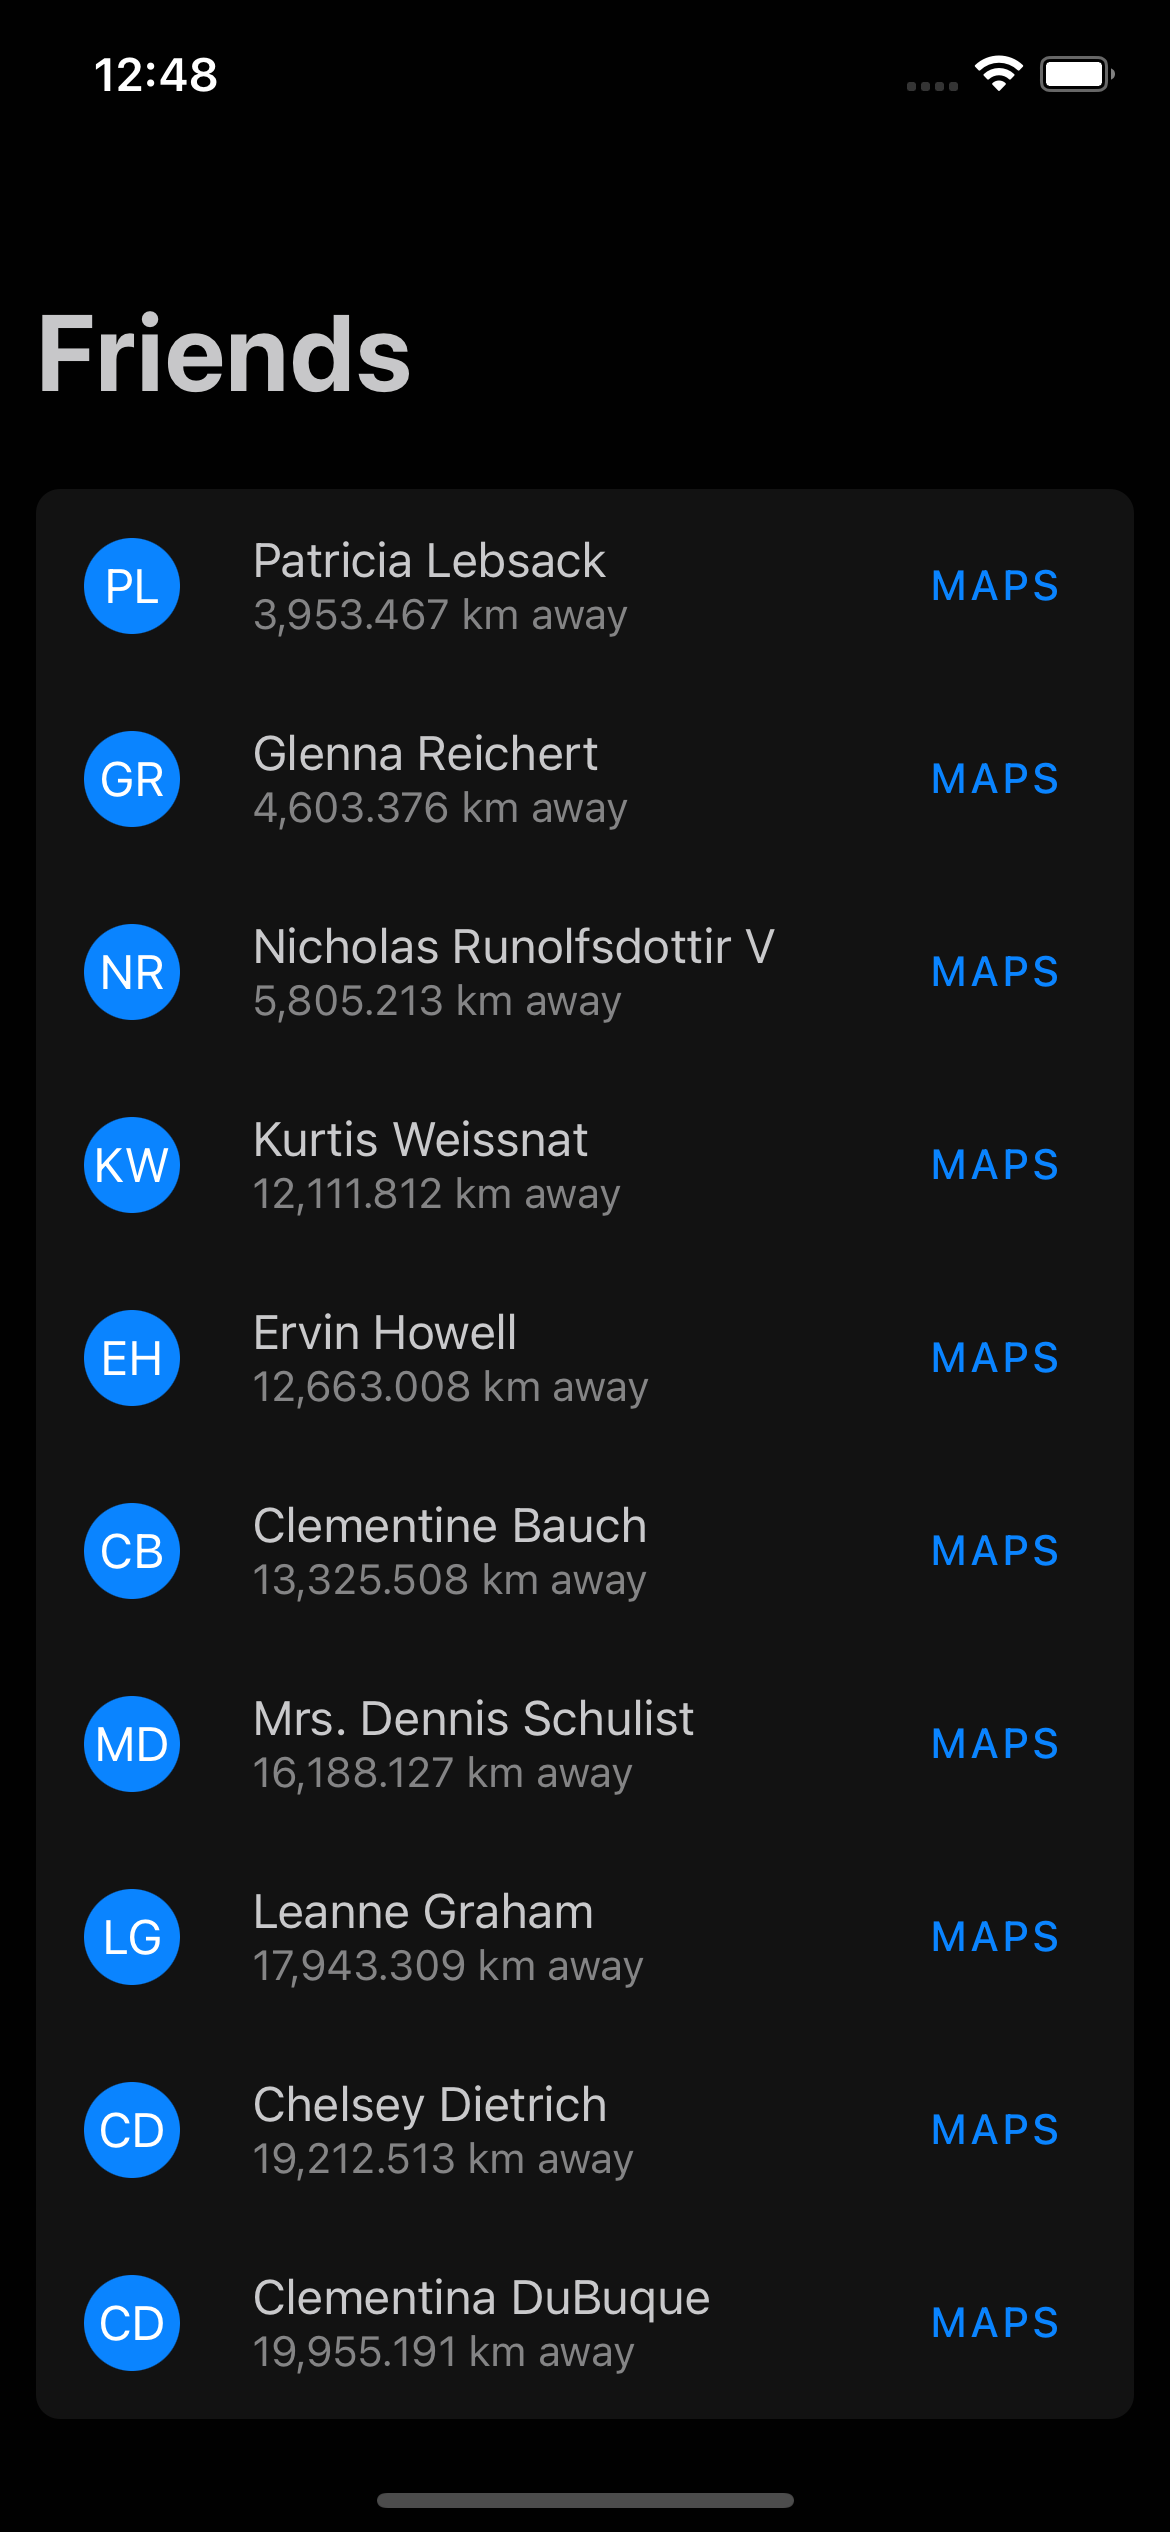 12:48
Friends
PL
Patricia Lebsack
3,953.467 km away
MAPS
GR
Glenna Reichert
4,603.376 km away
MAPS
NR
Nicholas Runolfsdottir V
5,805.213 km away
MAPS
KW
Kurtis Weissnat
12,111.812 km away
MAPS
EH
Ervin Howell
12,663.008 km away
MAPS
CB
Clementine Bauch
13,325.508 km away
MAPS
MD
Mrs. Dennis Schulist
16,188.127 km away
MAPS
LG
Leanne Graham
17,943.309 km away
MAPS
CD
Chelsey Dietrich
19,212.513 km away
MAPS
CD
Clementina DuBuque
19,955.191 km away
MAPS